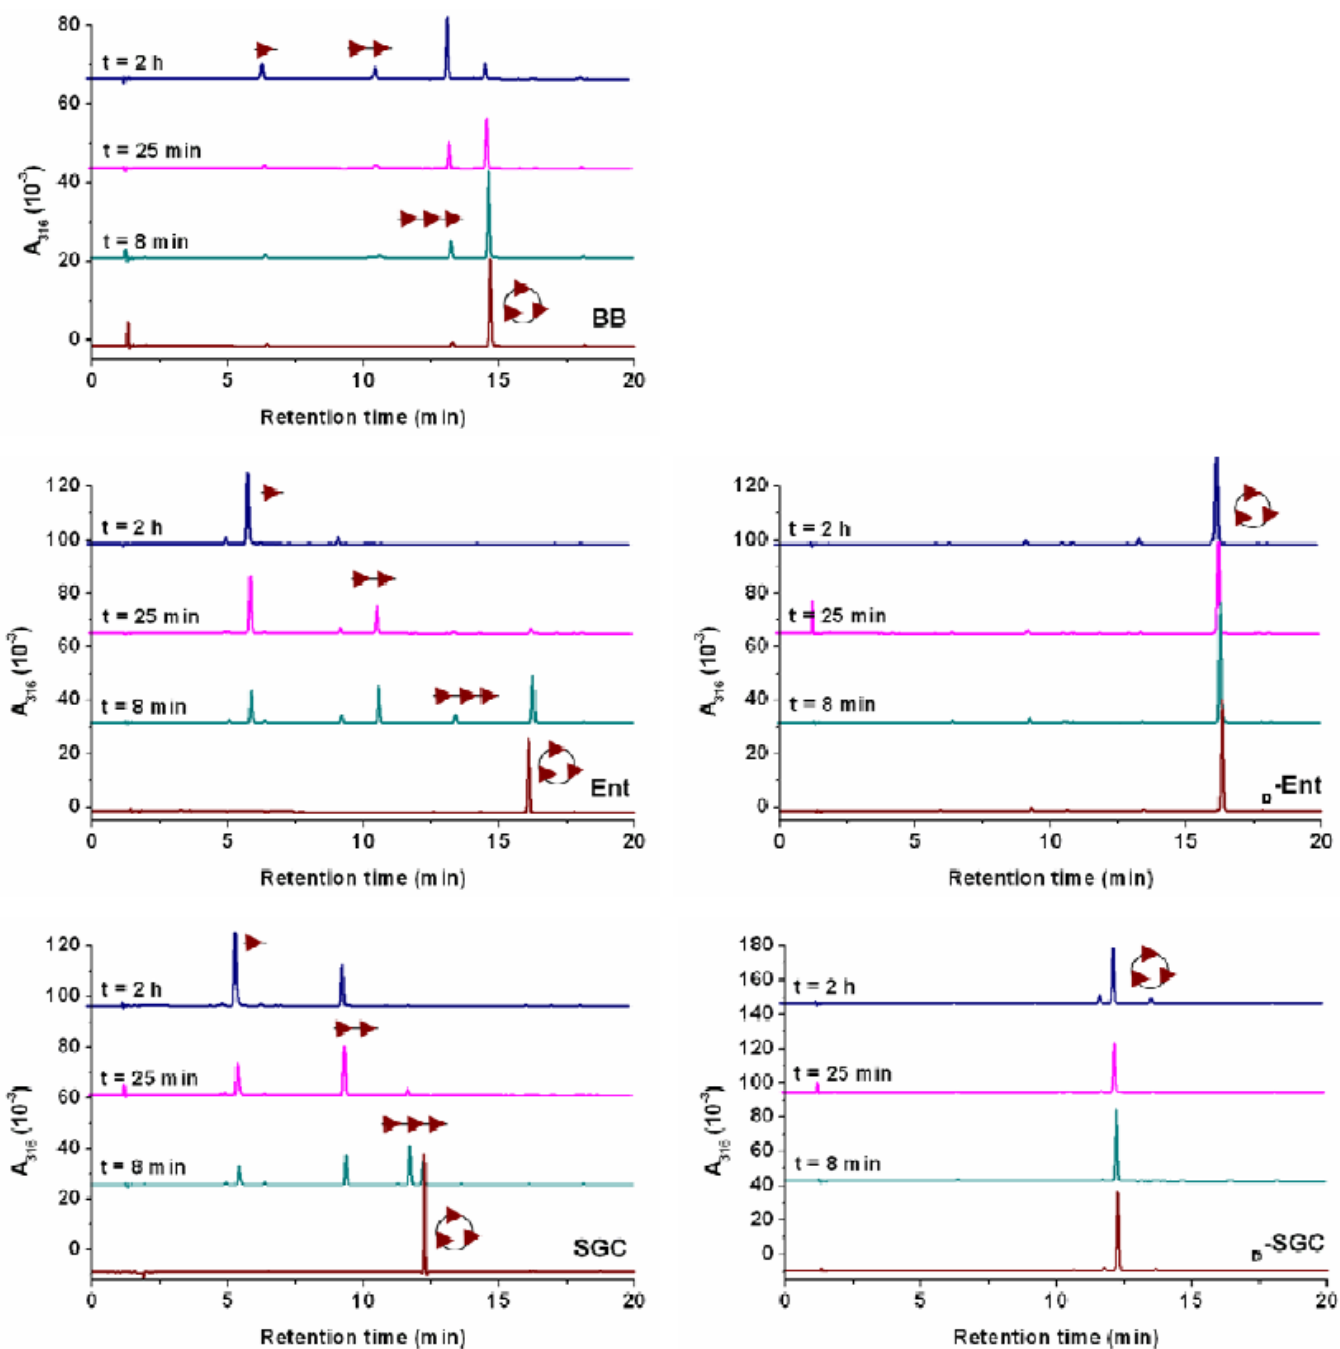 80
60
40
20
0
A316 (10-3)
t = 2 h
t = 25 min
t = 8 min
BB
0 5 10 15 20
Retention time (min)
120
100
80
60
40
20
0
A316 (10-3)
t = 2 h
t = 25 min
t = 8 min
Ent
0 5 10 15 20
Retention time (min)
120
100
80
60
40
20
0
A316 (10-3)
t = 2 h
t = 25 min
t = 8 min
D-Ent
0 5 10 15 20
Retention time (min)
120
100
80
60
40
20
0
A316 (10-3)
t = 2 h
t = 25 min
t = 8 min
SGC
0 5 10 15 20
Retention time (min)
180
160
140
120
100
80
60
40
20
0
A316 (10-3)
t = 2 h
t = 25 min
t = 8 min
D-SGC
0 5 10 15 20
Retention time (min)